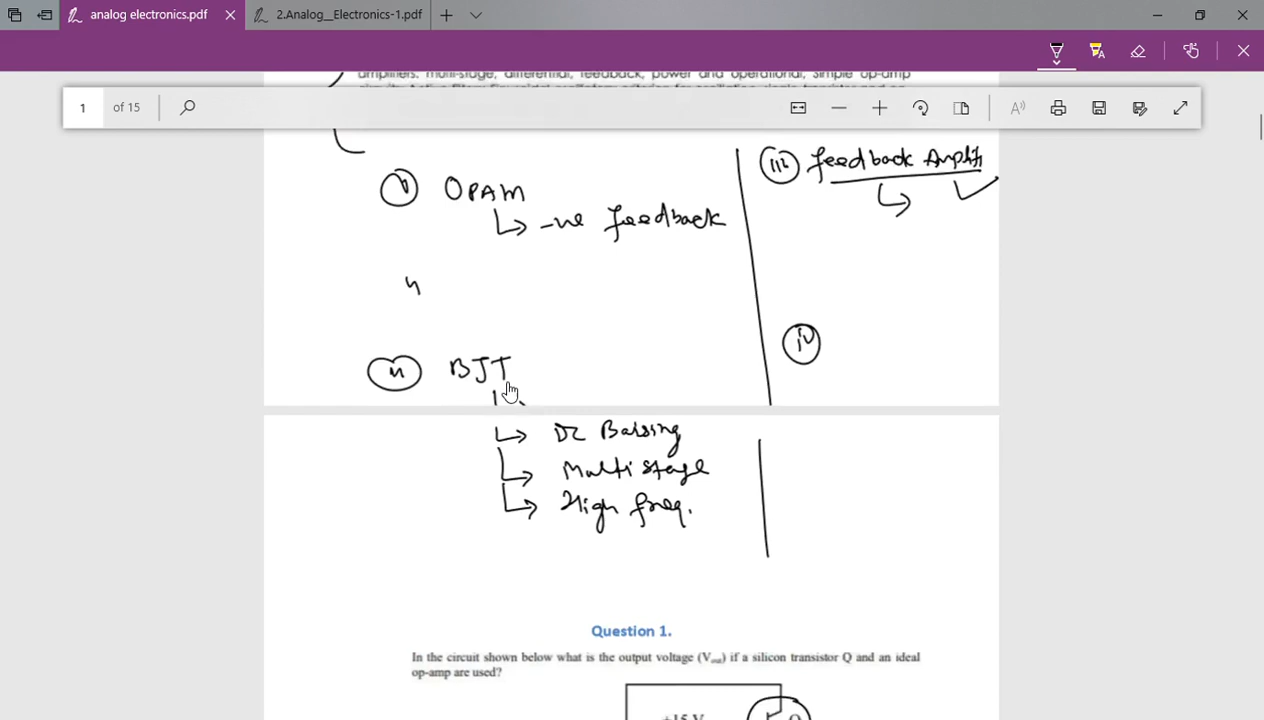 analog electronics.pdf
2.Analog__Electronics-1.pdf
amplifiers: multi-stage, differential, feedback, power and operational, Simple op-amp
1 of 15
OPAM
-ve feedback
BJT
DC Baising
Multi stage
High freq.
iii feedback Amplifi
iv
Question 1.
In the circuit shown below what is the output voltage (Vout) if a silicon transistor Q and an ideal
op-amp are used?
+15 V
Q